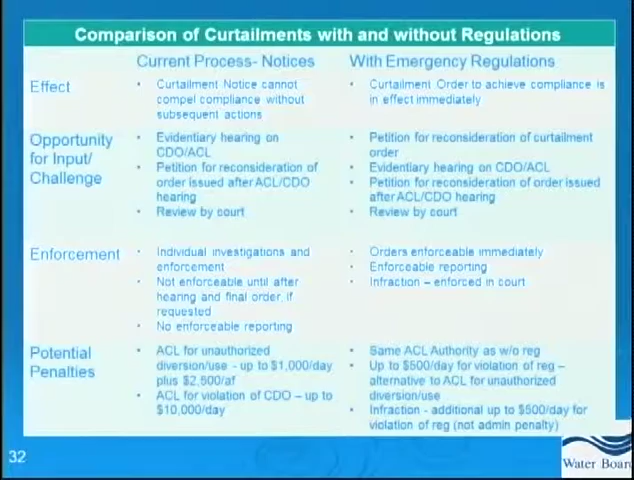 Comparison of Curtailments with and without Regulations
Current Process- Notices
With Emergency Regulations
Effect
• Curtailment Notice cannot
compel compliance without
subsequent actions
• Curtailment Order to achieve compliance is
in effect immediately
Opportunity
for Input/
Challenge
• Evidentiary hearing on
CDO/ACL
• Petition for reconsideration of
order issued after ACL/CDO
hearing
• Review by court
• Petition for reconsideration of curtailment
order
• Evidentiary hearing on CDO/ACL
• Petition for reconsideration of order issued
after ACL/CDO hearing
• Review by court
Enforcement
• Individual investigations and
enforcement
• Not enforceable until after
hearing and final order, if
requested
• No enforceable reporting
• Orders enforceable immediately
• Enforceable reporting
• Infraction – enforced in court
Potential
Penalties
• ACL for unauthorized
diversion/use - up to $1,000/day
plus $2,500/af
• ACL for violation of CDO – up to
$10,000/day
• Same ACL Authority as w/o reg
• Up to $500/day for violation of reg –
alternative to ACL for unauthorized
diversion/use
• Infraction - additional up to $500/day for
violation of reg (not admin penalty)
32
Water Board